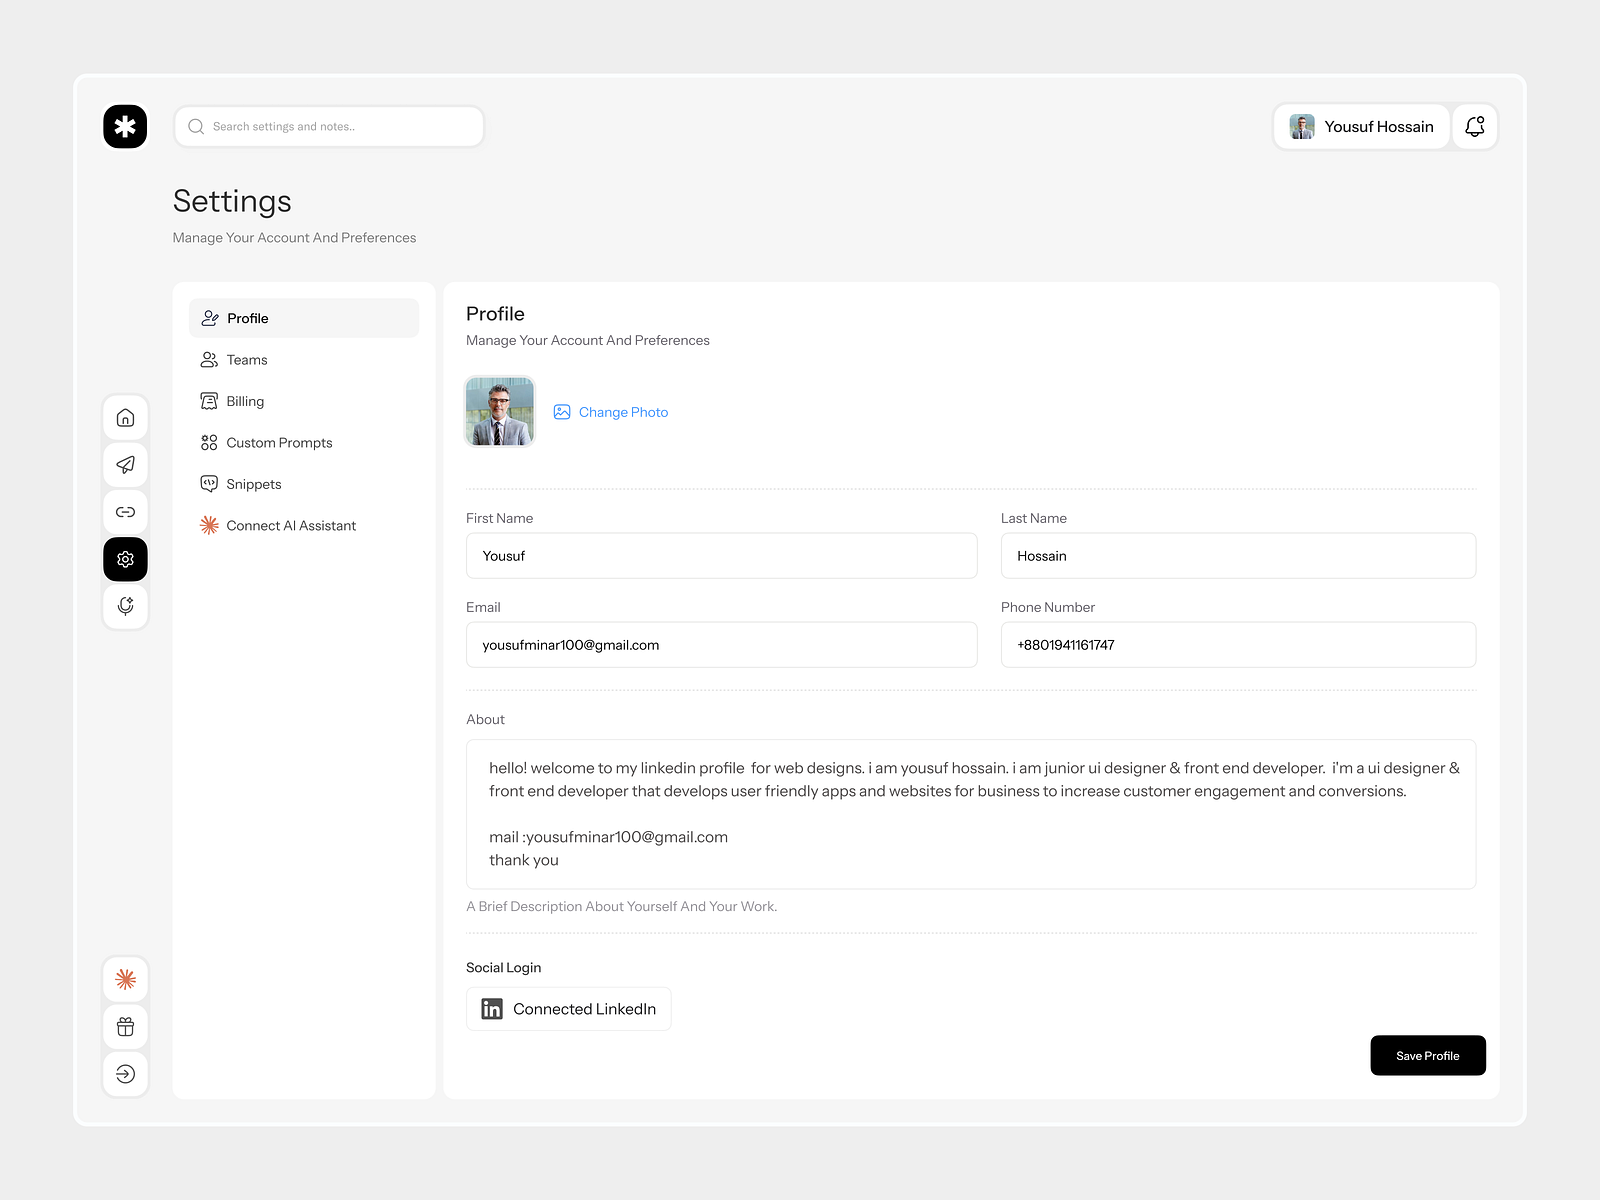 Search settings and notes..
Yousuf Hossain
Settings
Manage Your Account And Preferences
Profile
Teams
Billing
Custom Prompts
Snippets
Connect AI Assistant
Profile
Manage Your Account And Preferences
Change Photo
First Name
Last Name
Yousuf
Hossain
Email
Phone Number
yousufminar100@gmail.com
+8801941161747
About
hello! welcome to my linkedin profile  for web designs. i am yousuf hossain. i am junior ui designer & front end developer.  i'm a ui designer &
front end developer that develops user friendly apps and websites for business to increase customer engagement and conversions.
mail :yousufminar100@gmail.com
thank you
A Brief Description About Yourself And Your Work.
Social Login
in Connected LinkedIn
Save Profile